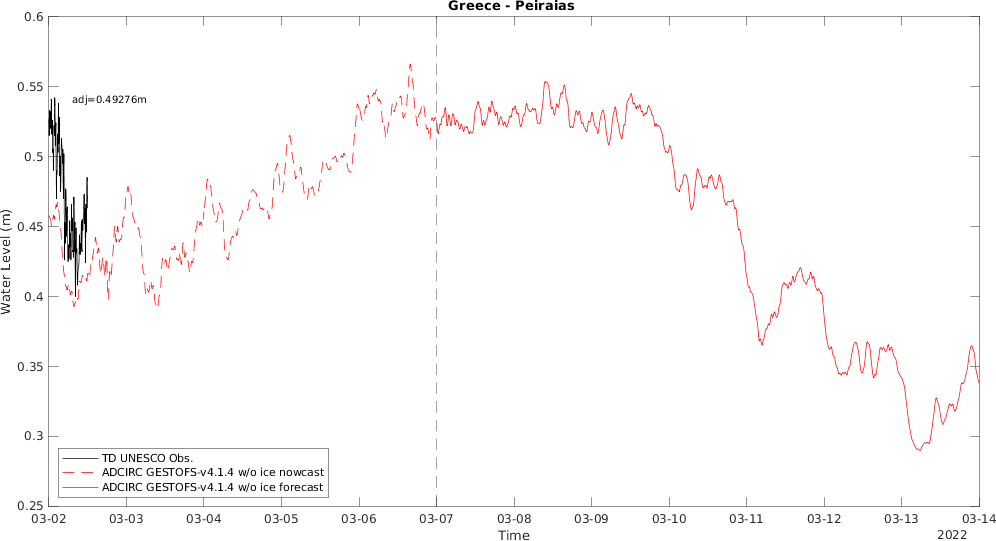 Greece - Peiraias
0.6
0.55
0.5
0.45
0.4
0.35
0.3
0.25
Water Level (m)
adj=0.49276m
TD UNESCO Obs.
ADCIRC GESTOFS-v4.1.4 w/o ice nowcast
ADCIRC GESTOFS-v4.1.4 w/o ice forecast
03-02 03-03 03-04 03-05 03-06 03-07 03-08 03-09 03-10 03-11 03-12 03-13 03-14
Time
2022